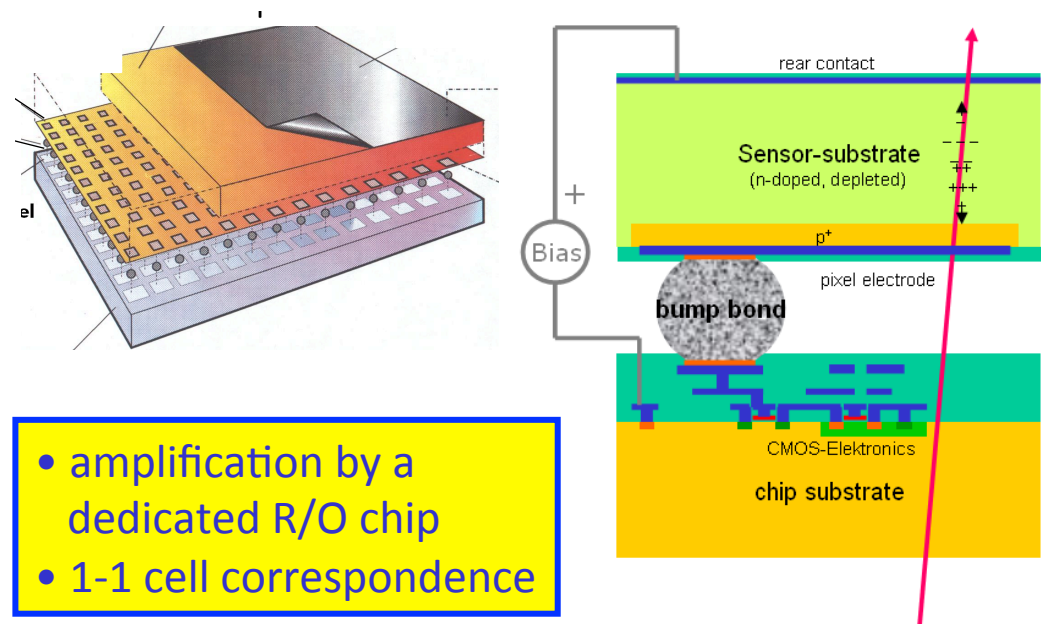 el
rear contact
Sensor-substrate
(n-doped, depleted)
+
Bias
p+
pixel electrode
bump bond
CMOS-Elektronics
chip substrate
• amplification by a
dedicated R/O chip
• 1-1 cell correspondence